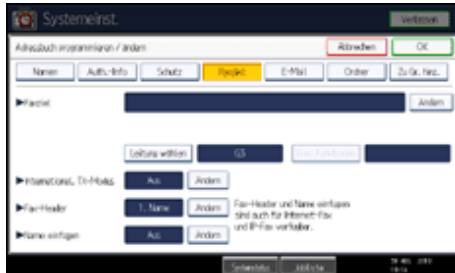 Systemeinst.
Verlassen
Adressbuch programmieren / ändern
Abbrechen
OK
Namen
Auth.-Info
Schutz
E-Mail
Ordner
Zu Gr. hinz.
Ändern
Leitung wählen
G3
Internationl. TX-Modus
Aus
Ändern
Fax-Header
1. Name
Ändern
Fax-Header und Name einfügen
sind auch für Internet-Fax
und IP-Fax verfügbar.
Name einfügen
Aus
Ändern
Systemstatus
Jobliste